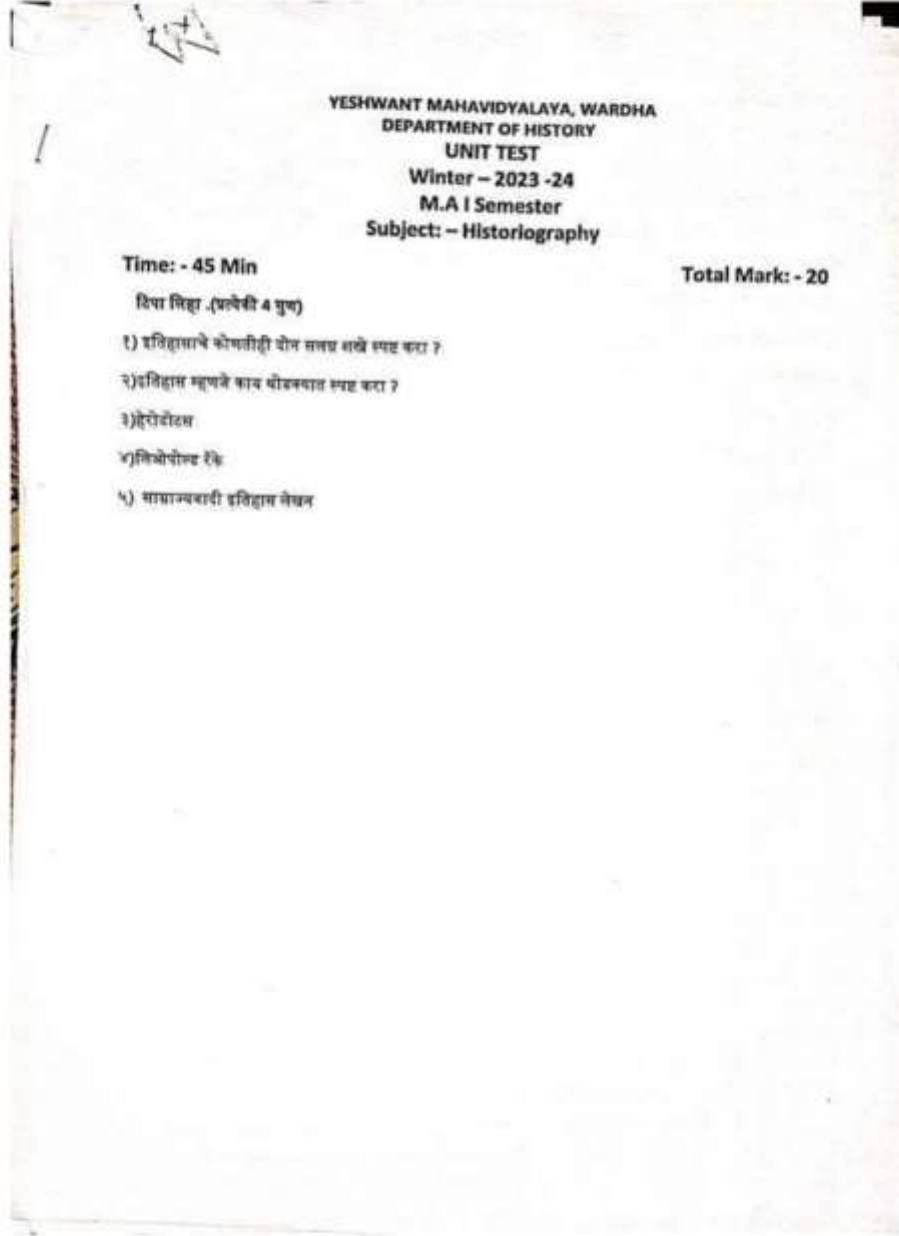 YESHWANT MAHAVIDYALAYA, WARDHA
DEPARTMENT OF HISTORY
UNIT TEST
Winter – 2023 -24
M.A I Semester
Subject: – Historiography
Time: - 45 Min
Total Mark: - 20
टिपा लिहा .(प्रत्येकी 4 गुण)
१) इतिहासाचे कोणतीही दोन सलग्न शाखे स्पष्ट करा ?
२)इतिहास म्हणजे काय थोडक्यात स्पष्ट करा ?
३)हेरोडोटस
४)लिओपोल्ड रँके
५) साम्राज्यवादी इतिहास लेखन